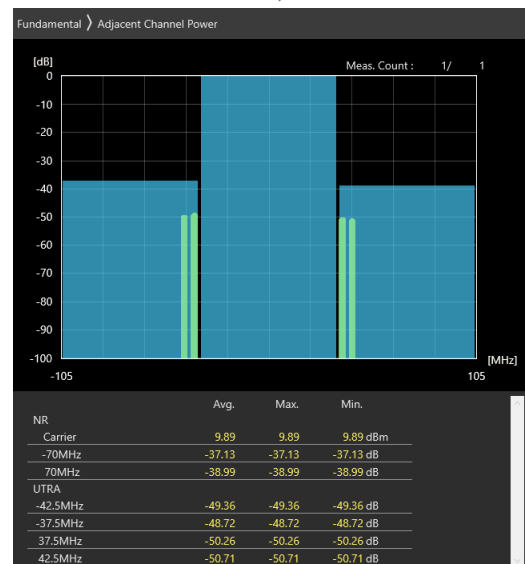 Fundamental 〉 Adjacent Channel Power
[dB] Meas. Count : 1/ 1
0
-10
-20
-30
-40
-50
-60
-70
-80
-90
-100 [MHz]
-105 105
Avg. Max. Min.
NR
Carrier 9.89 9.89 9.89 dBm
-70MHz -37.13 -37.13 -37.13 dB
70MHz -38.99 -38.99 -38.99 dB
UTRA
-42.5MHz -49.36 -49.36 -49.36 dB
-37.5MHz -48.72 -48.72 -48.72 dB
37.5MHz -50.26 -50.26 -50.26 dB
42.5MHz -50.71 -50.71 -50.71 dB